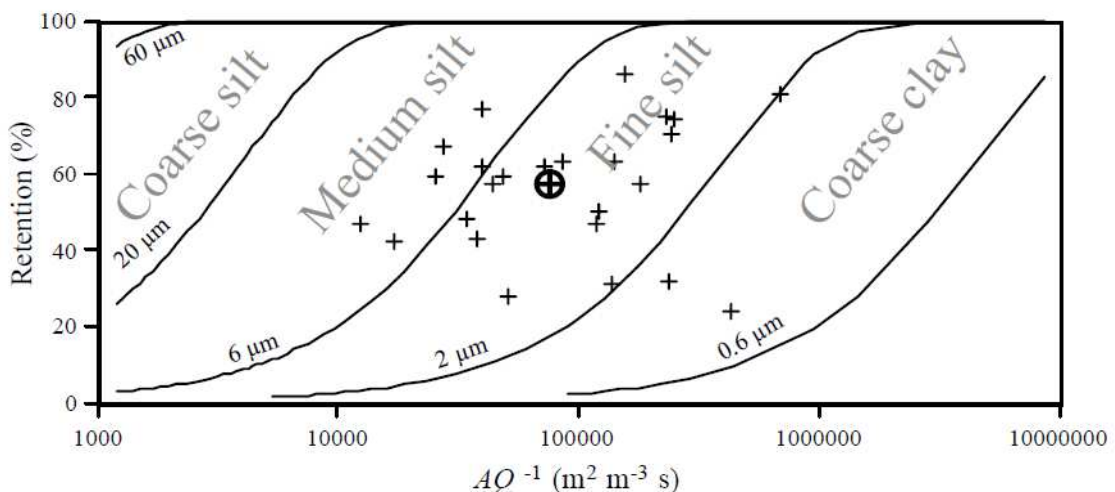 100
80
60
40
20
0
Retention (%)
60 μm
20 μm
6 μm
2 μm
0.6 μm
Coarse silt
Medium silt
Fine silt
Coarse clay
1000
10000
100000
1000000
10000000
AQ⁻¹ (m² m⁻³ s)